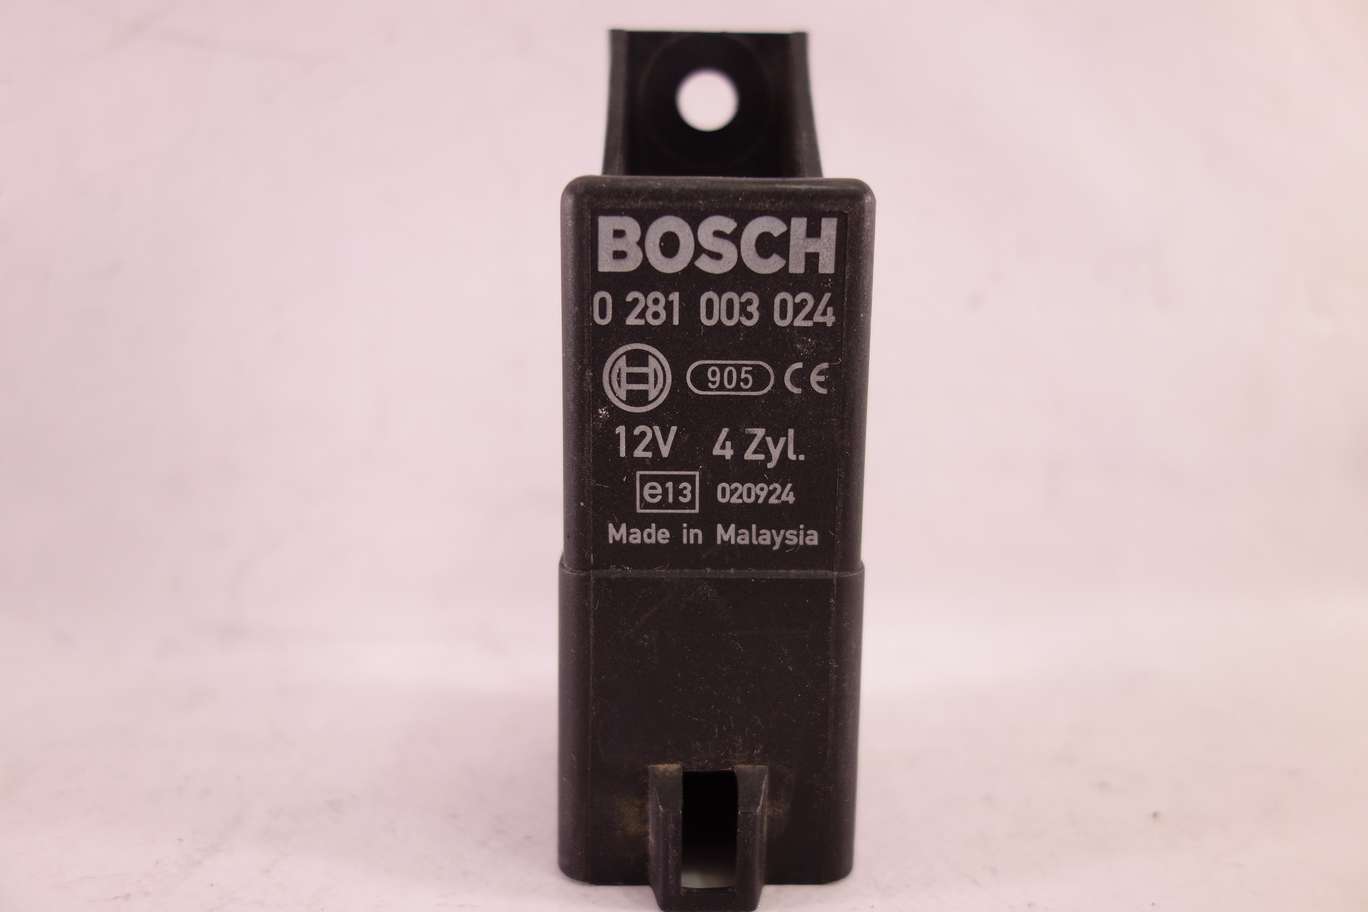 BOSCH
0 281 003 024
905 CE
12V 4 Zyl.
e13 020924
Made in Malaysia